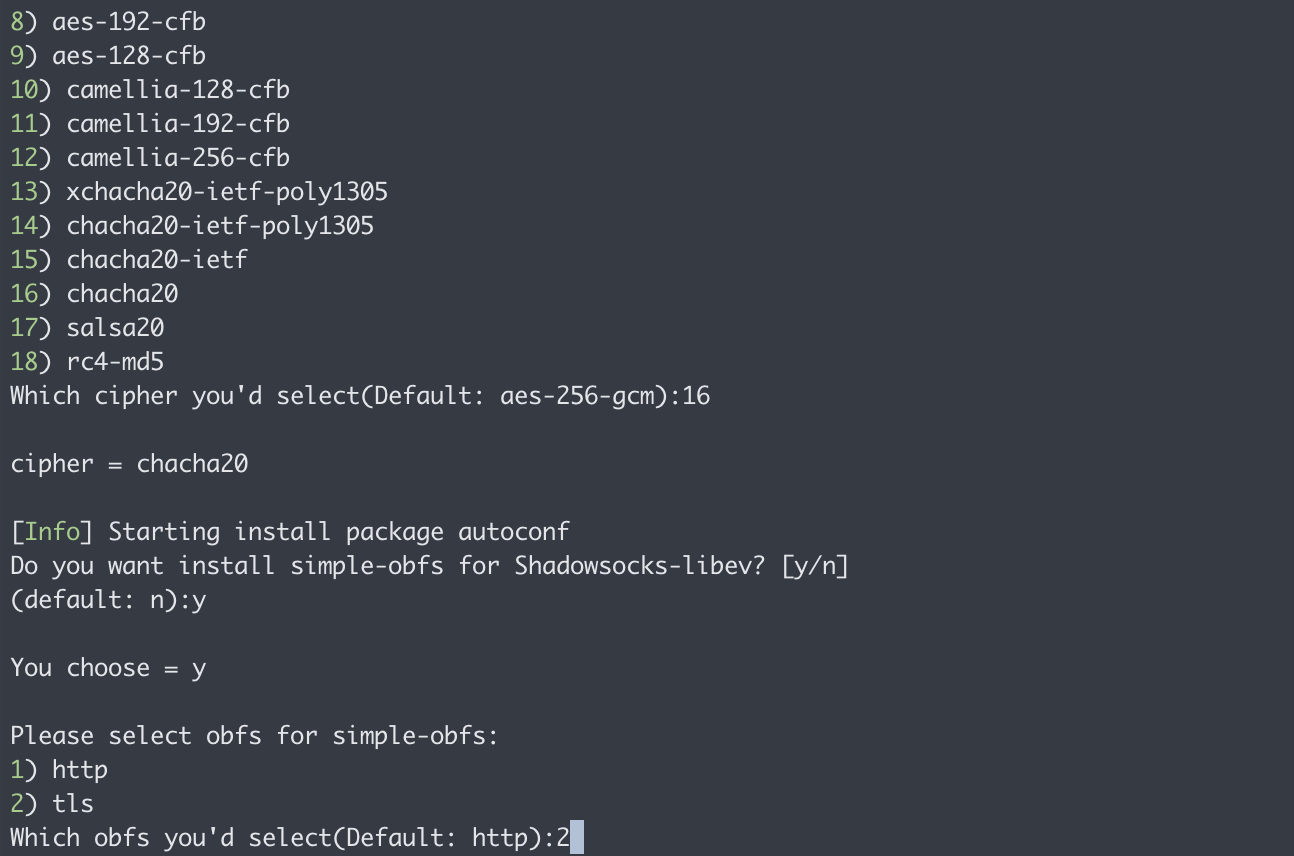 8) aes-192-cfb
9) aes-128-cfb
10) camellia-128-cfb
11) camellia-192-cfb
12) camellia-256-cfb
13) xchacha20-ietf-poly1305
14) chacha20-ietf-poly1305
15) chacha20-ietf
16) chacha20
17) salsa20
18) rc4-md5
Which cipher you'd select(Default: aes-256-gcm):16
cipher = chacha20
[Info] Starting install package autoconf
Do you want install simple-obfs for Shadowsocks-libev? [y/n]
(default: n):y
You choose = y
Please select obfs for simple-obfs:
1) http
2) tls
Which obfs you'd select(Default: http):2